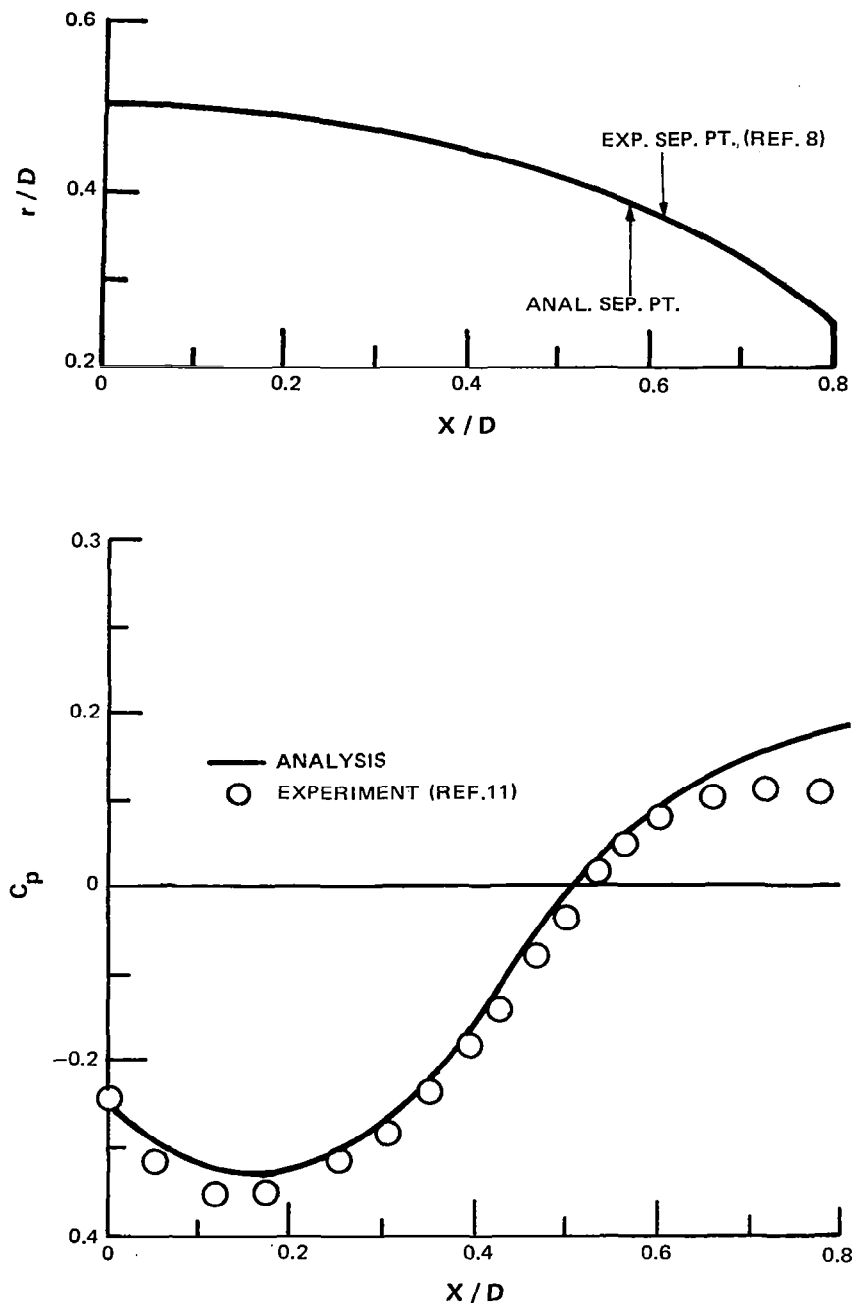 0.6
r/D
0.4
0.2
EXP. SEP. PT., (REF. 8)
ANAL. SEP. PT.
0 0.2 0.4 0.6 0.8
X/D
0.3
0.2
0
−0.2
0.4
Cp
ANALYSIS
EXPERIMENT (REF.11)
0 0.2 0.4 0.6 0.8
X/D